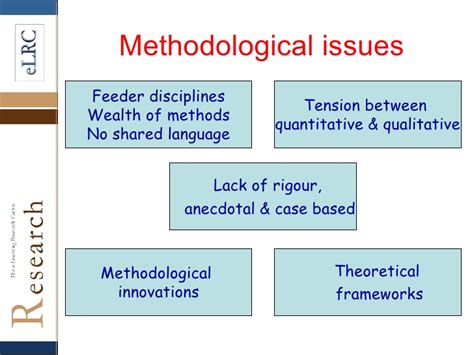 eLRC
Methodological issues
Feeder disciplines
Wealth of methods
No shared language
Tension between
quantitative & qualitative
Lack of rigour,
anecdotal & case based
Methodological
innovations
Theoretical
frameworks
The e-Learning Research Centre
Research